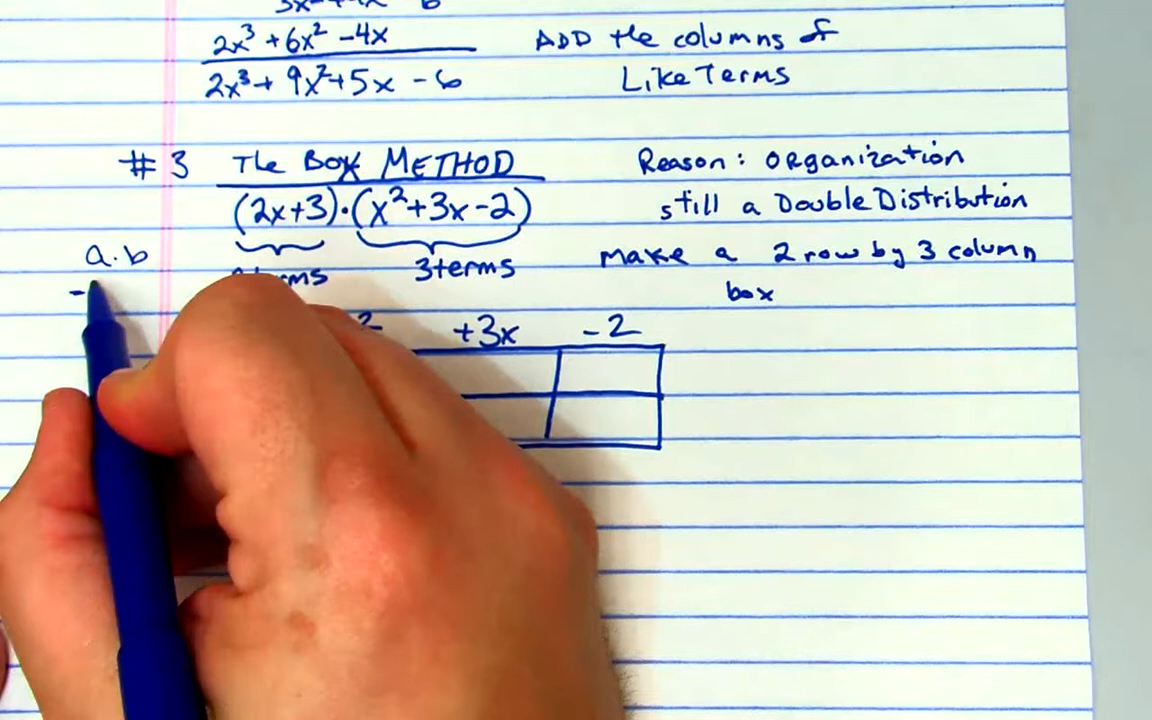 2x³ +6x² -4x
ADD the columns of
2x³+ 9x²+5x -6
Like Terms
# 3 The Box METHOD
Reason: organization
(2x+3)·(x²+3x-2)
still a Double Distribution
a.b
3terms
make a 2 row by 3 column
box
+3x -2